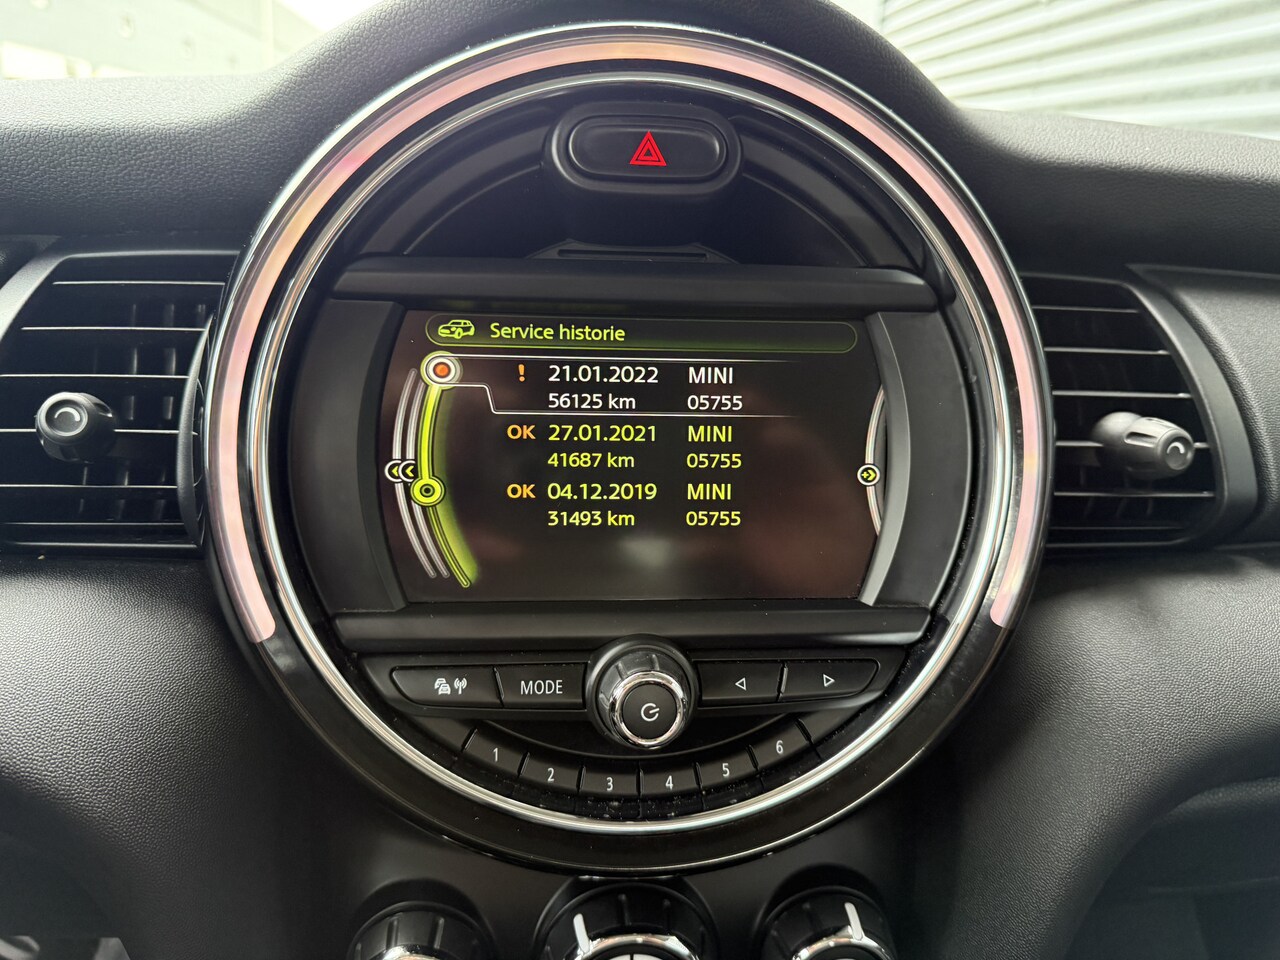 Service historie
! 21.01.2022 MINI
56125 km 05755
OK 27.01.2021 MINI
41687 km 05755
OK 04.12.2019 MINI
31493 km 05755
MODE
1 2 3 4 5 6